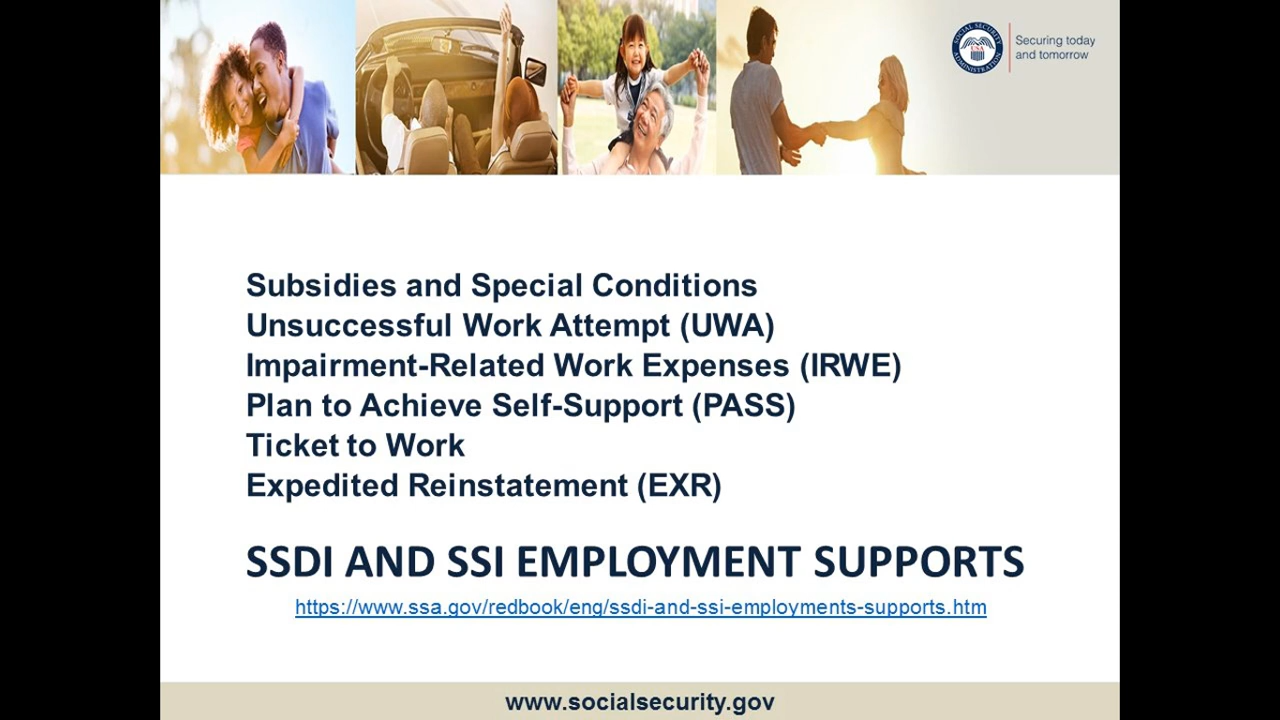 Securing today
and tomorrow
Subsidies and Special Conditions
Unsuccessful Work Attempt (UWA)
Impairment-Related Work Expenses (IRWE)
Plan to Achieve Self-Support (PASS)
Ticket to Work
Expedited Reinstatement (EXR)
SSDI AND SSI EMPLOYMENT SUPPORTS
https://www.ssa.gov/redbook/eng/ssdi-and-ssi-employments-supports.htm
www.socialsecurity.gov